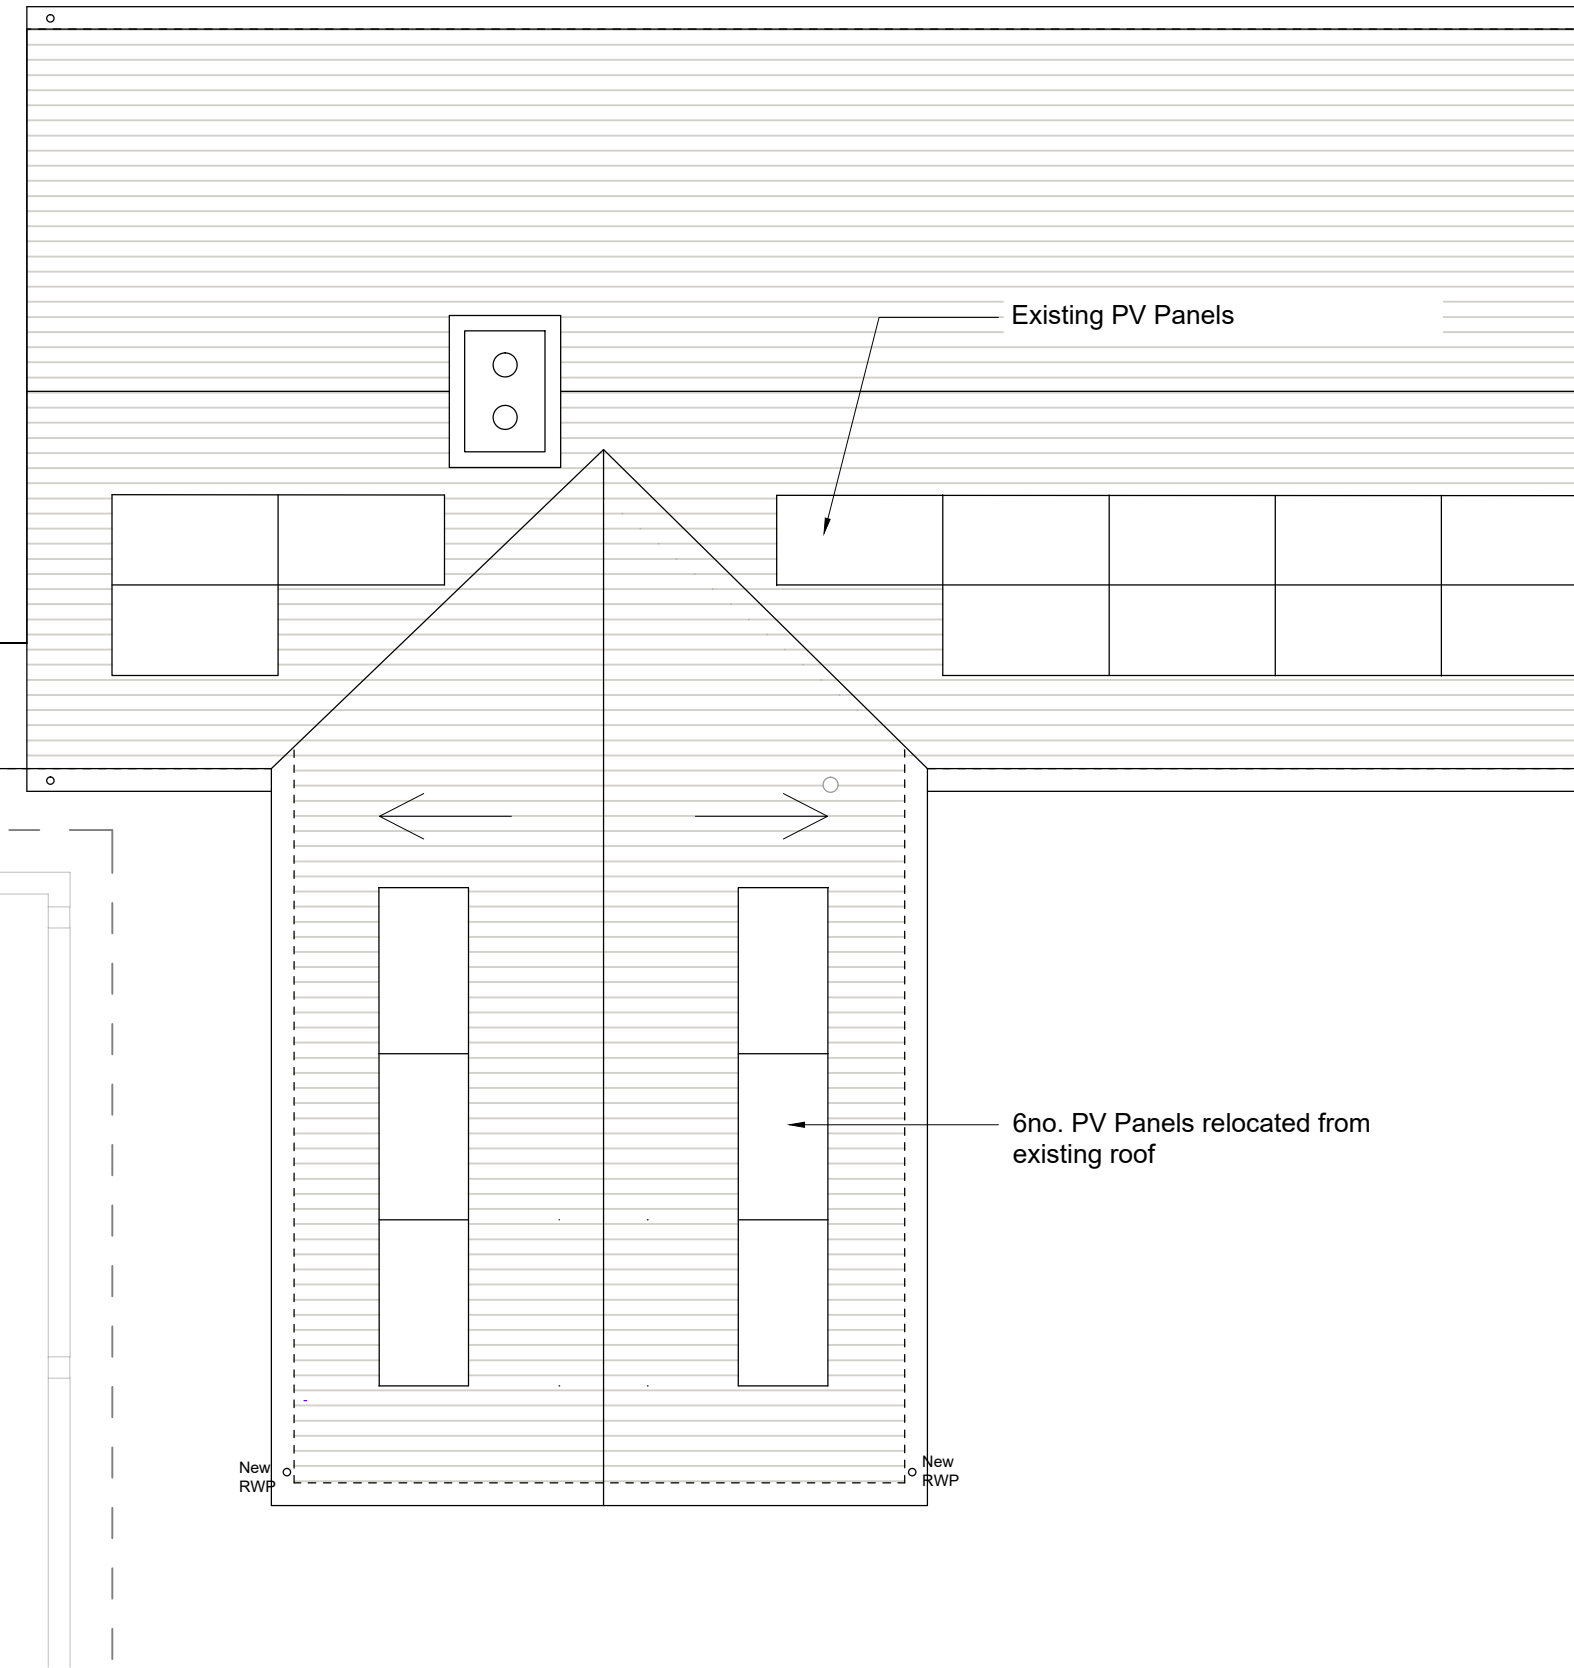 Existing PV Panels
6no. PV Panels relocated from
existing roof
New
RWP
New
RWP